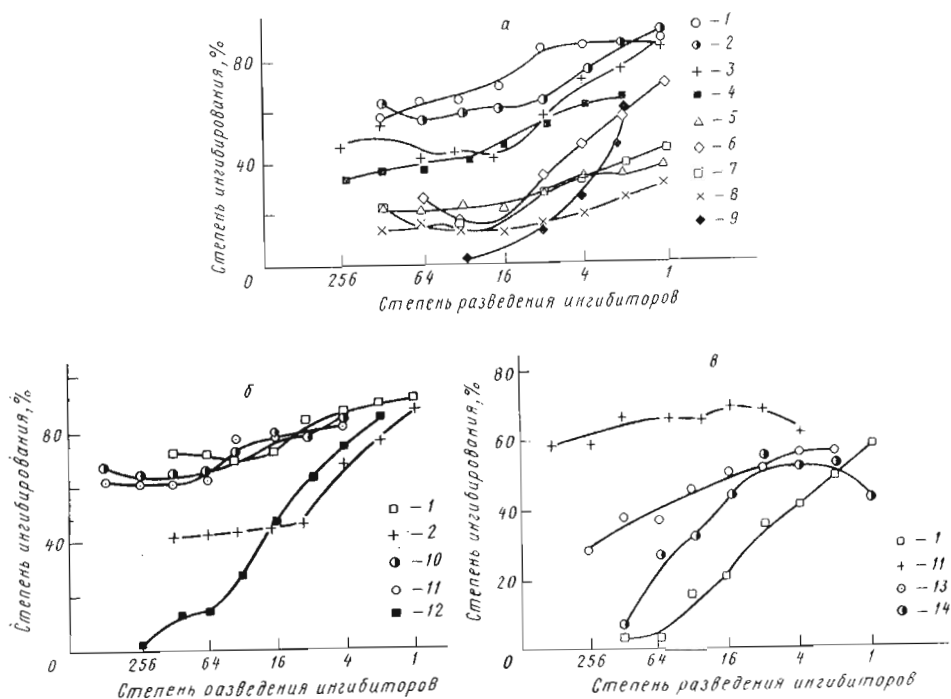 а
Степень ингибирования, %
80
40
0
256 64 16 4 1
Степень разведения ингибиторов
– 1
– 2
– 3
– 4
– 5
– 6
– 7
– 8
– 9
б
Степень ингибирования, %
80
40
0
256 64 16 4 1
Степень разведения ингибиторов
– 1
– 2
– 10
– 11
– 12
в
Степень ингибирования, %
80
60
40
20
0
256 64 16 4 1
Степень разведения ингибиторов
– 1
– 11
– 13
– 14